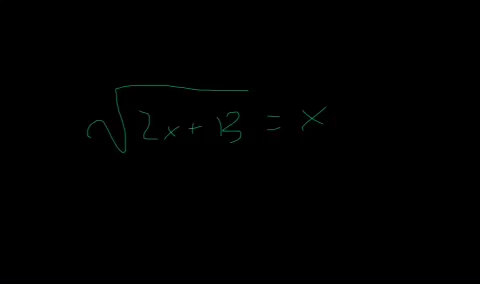 √(2x+13) = x